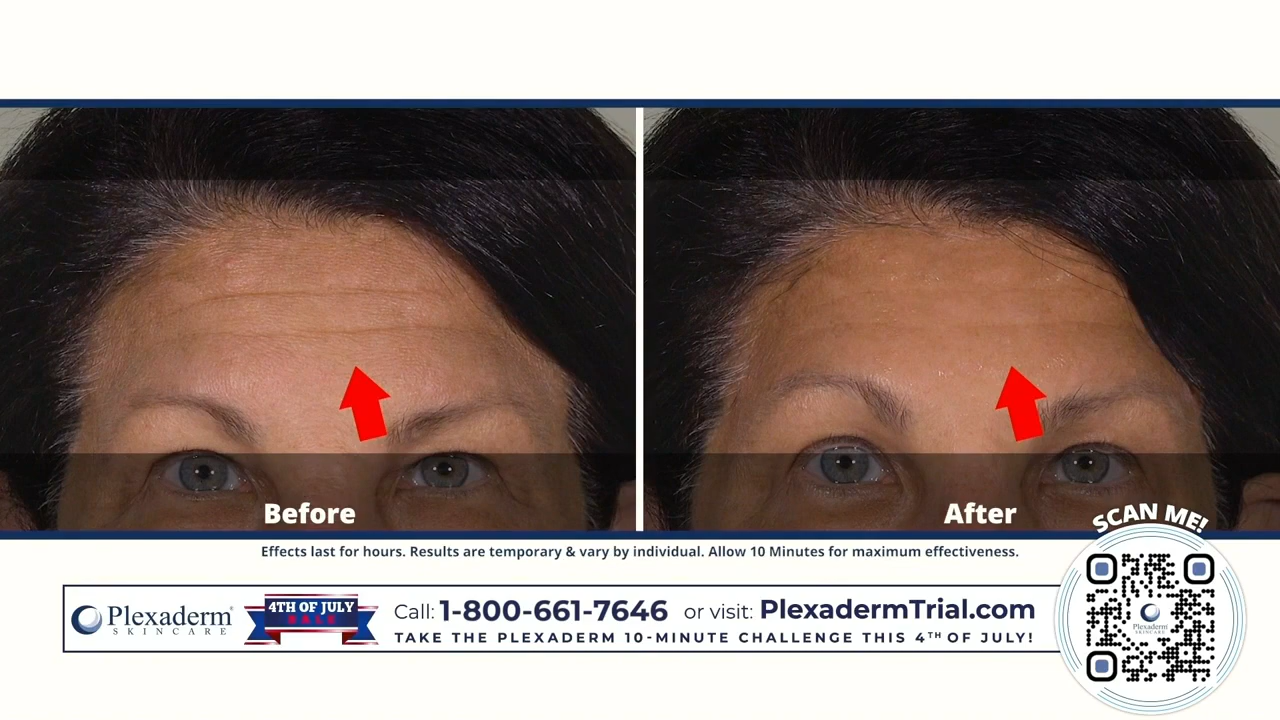 Before
After
SCAN ME!
Effects last for hours. Results are temporary & vary by individual. Allow 10 Minutes for maximum effectiveness.
Plexaderm®
SKINCARE
4TH OF JULY
SALE
Call: 1-800-661-7646 or visit: PlexadermTrial.com
TAKE THE PLEXADERM 10-MINUTE CHALLENGE THIS 4TH OF JULY!
Plexaderm
SKINCARE